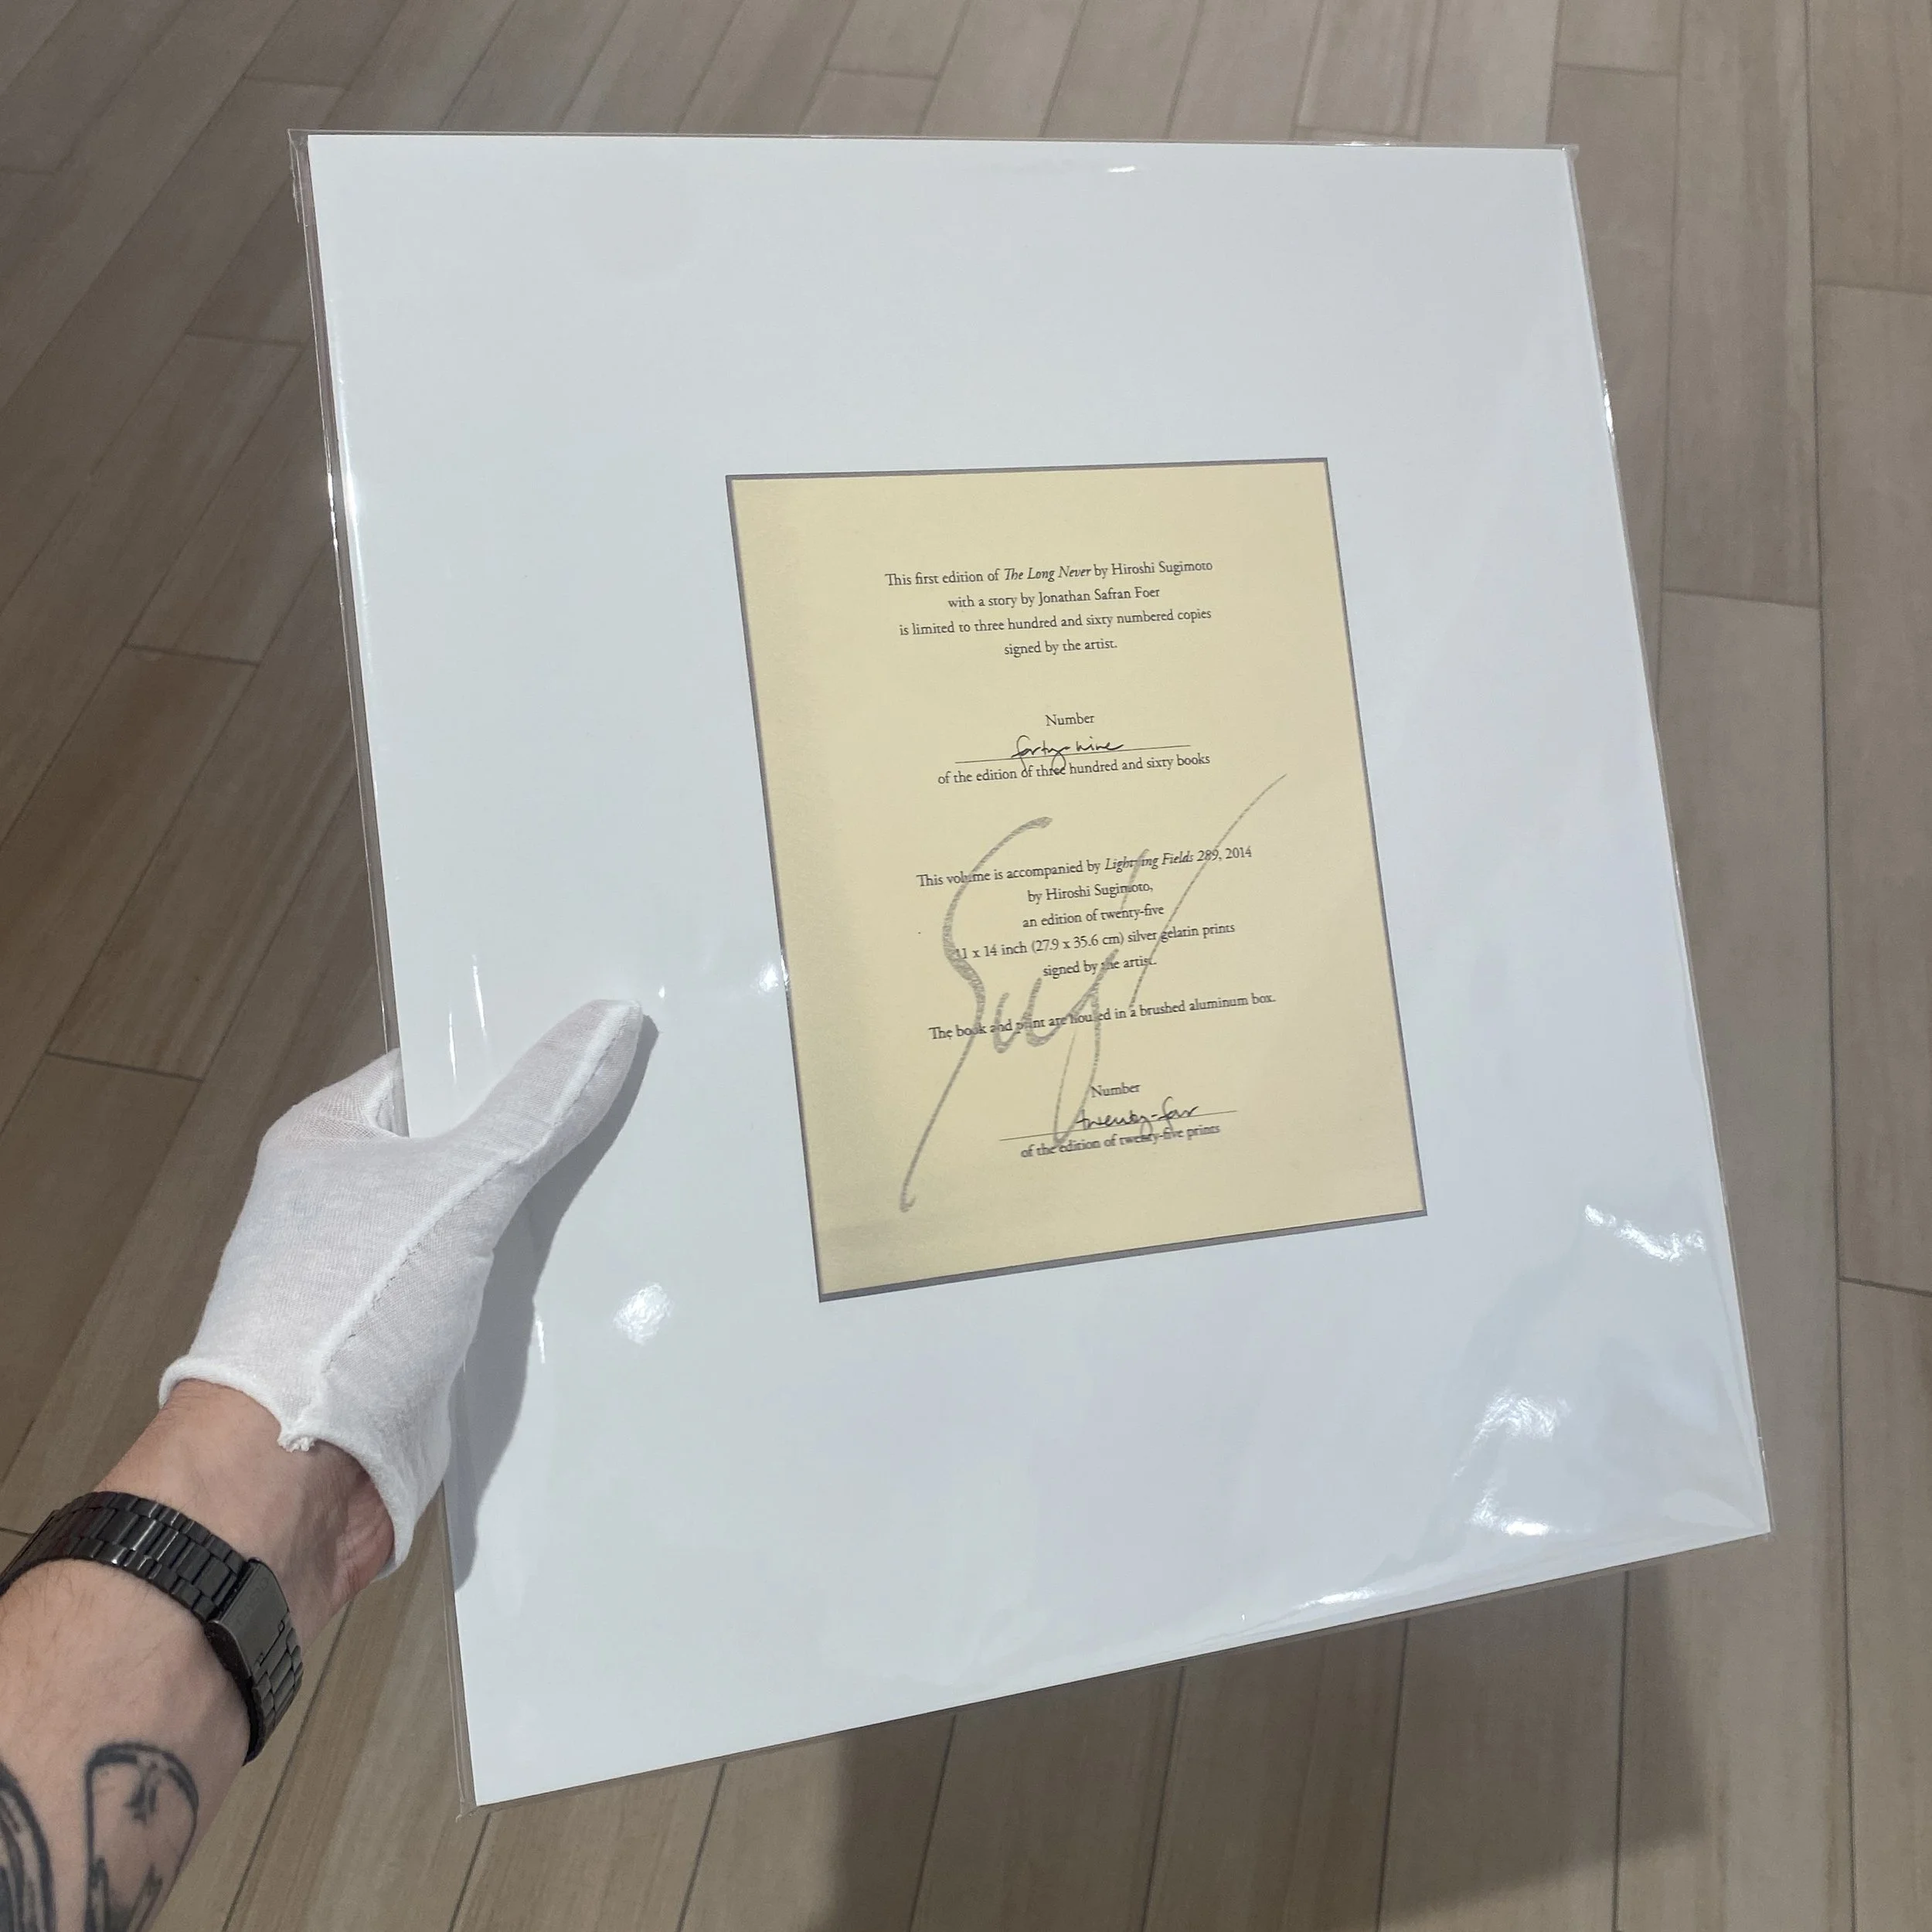 This first edition of The Long Never by Hiroshi Sugimoto
with a story by Jonathan Safran Foer
is limited to three hundred and sixty numbered copies
signed by the artist.
Number
forty-nine
of the edition of three hundred and sixty books
This volume is accompanied by Lightning Fields 289, 2014
by Hiroshi Sugimoto,
an edition of twenty-five
11 x 14 inch (27.9 x 35.6 cm) silver gelatin prints
signed by the artist.
The book and print are housed in a brushed aluminum box.
Number
twenty-four
of the edition of twenty-five prints